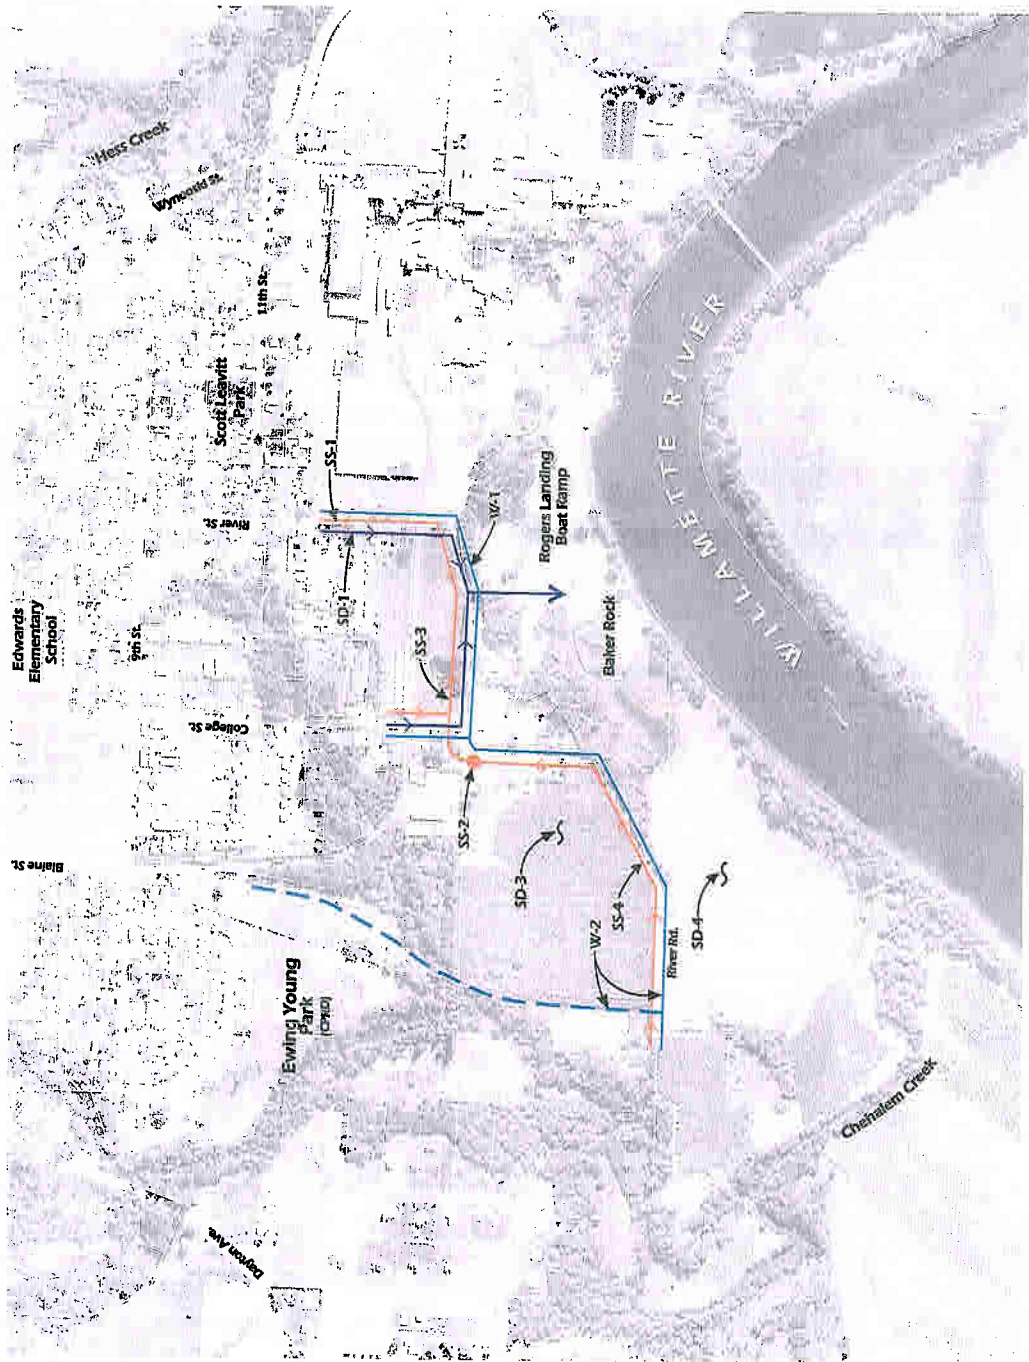 Hess Creek
Wynooski St.
11th St.
Scott Leavitt
Park
SS-1
River St.
W-1
Rogers Landing
Boat Ramp
SD-1
SS-3
Edwards
Elementary
School
9th St.
Baker Rock
College St.
WILLAMETTE RIVER
SS-2
Blaine St.
SD-3
SS-4
SD-4
W-2
River Rd.
Ewing Young
Park
(CPRD)
Chehalem Creek
Dayton Ave.